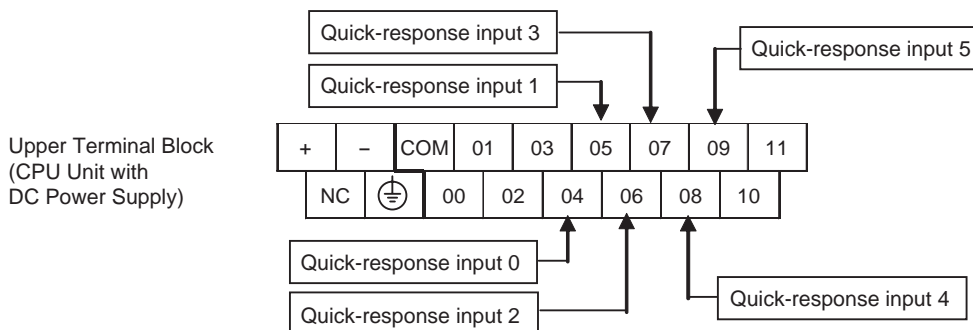 Quick-response input 3
Quick-response input 5
Quick-response input 1
Upper Terminal Block
(CPU Unit with
DC Power Supply)
+ – COM 01 03 05 07 09 11
NC 00 02 04 06 08 10
Quick-response input 0
Quick-response input 2
Quick-response input 4